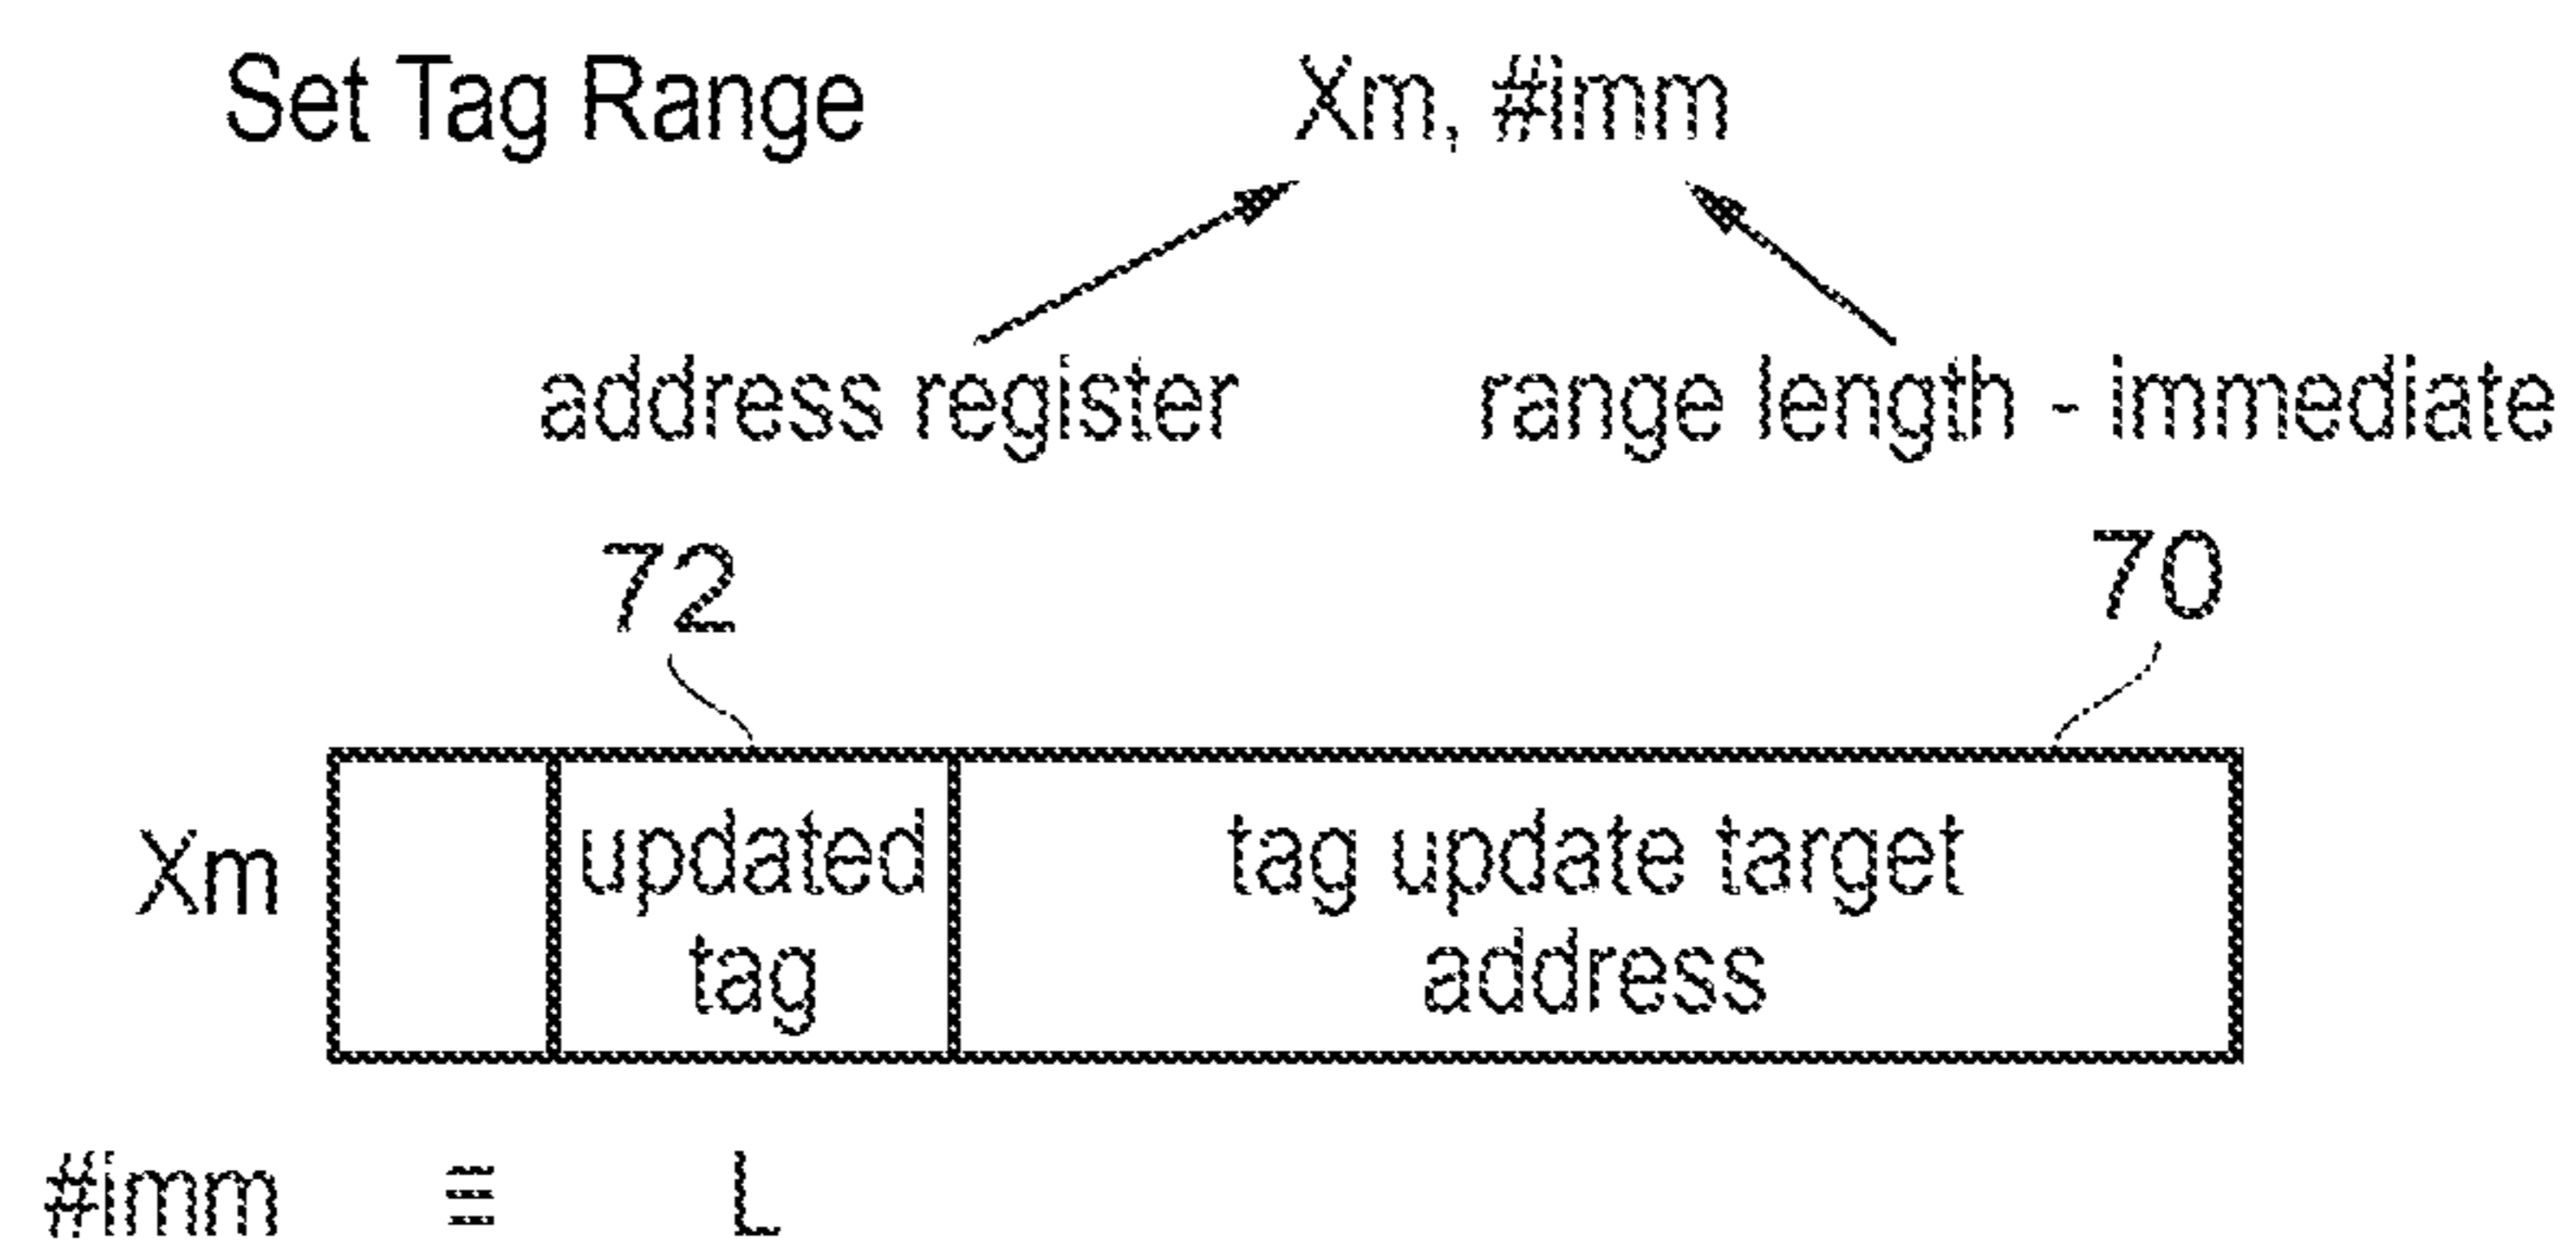 Set Tag Range Xm, #imm
address register range length - immediate
72 70
Xm updated tag update target
tag address
#imm ≡ L